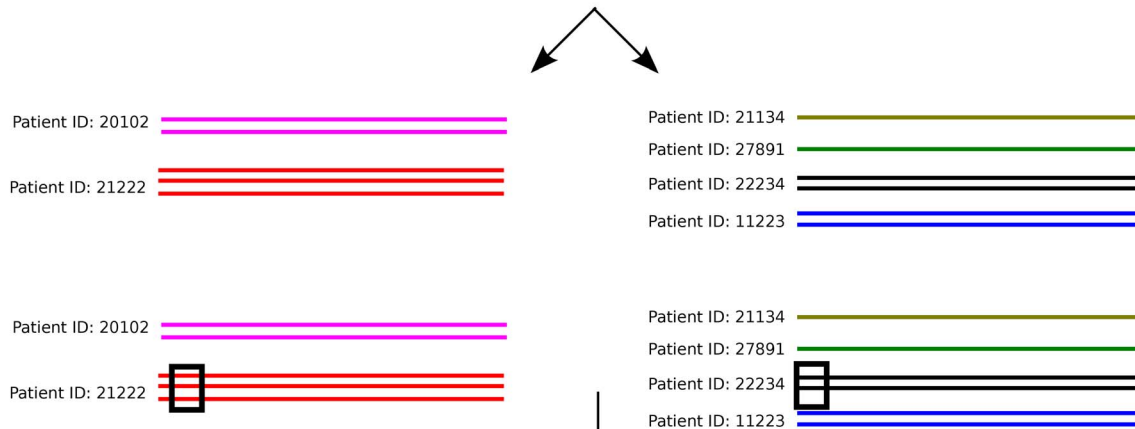 Patient ID: 20102
Patient ID: 21222
Patient ID: 21134
Patient ID: 27891
Patient ID: 22234
Patient ID: 11223
Patient ID: 20102
Patient ID: 21222
Patient ID: 21134
Patient ID: 27891
Patient ID: 22234
Patient ID: 11223